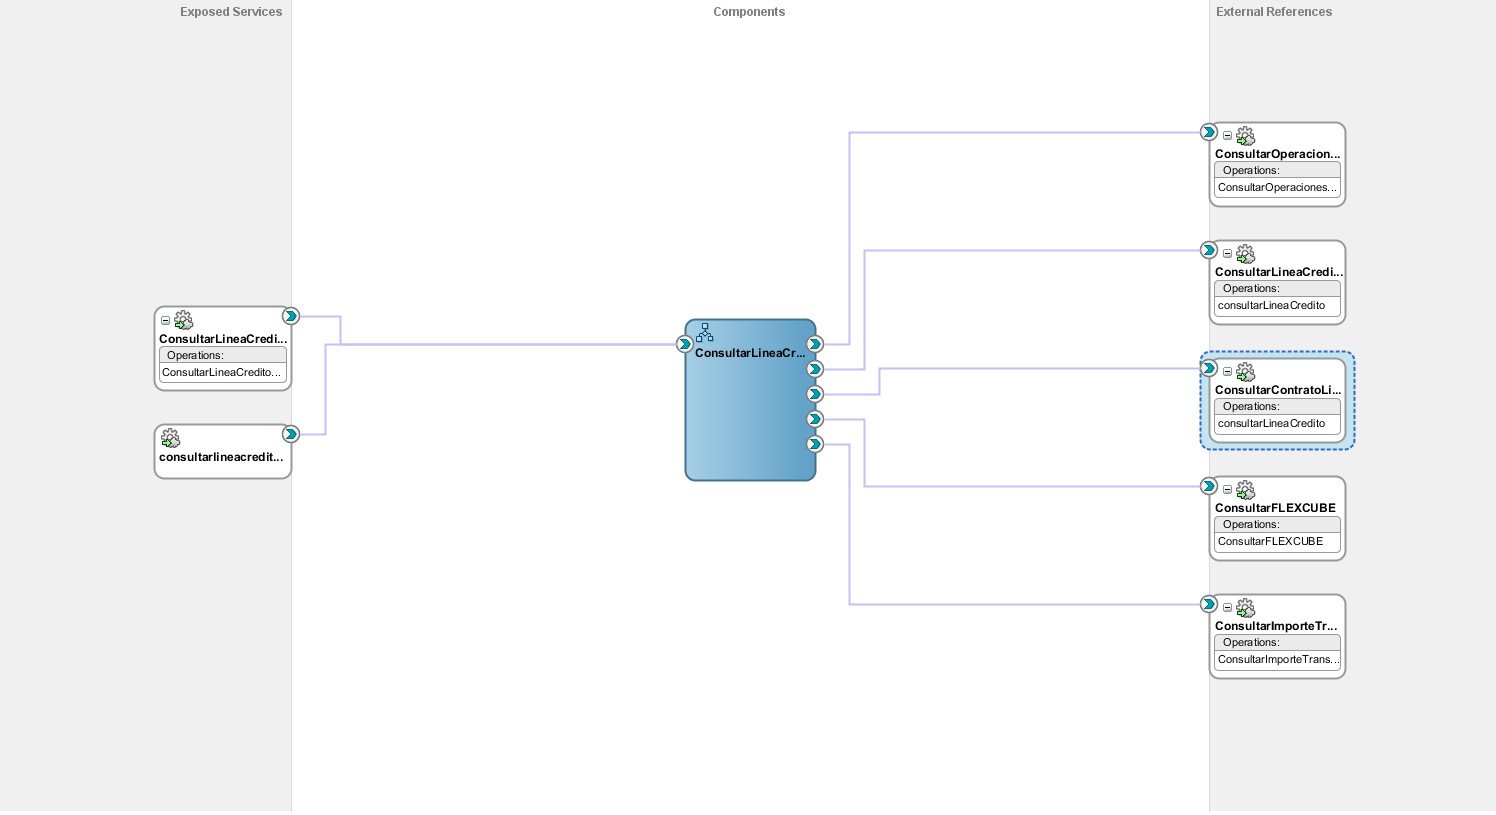 Exposed Services
Components
External References
ConsultarLineaCredi...
Operations:
ConsultarLineaCredito...
consultarlineacredit...
ConsultarLineaCr...
ConsultarOperacion...
Operations:
ConsultarOperaciones...
ConsultarLineaCredi...
Operations:
consultarLineaCredito
ConsultarContratoLi...
Operations:
consultarLineaCredito
ConsultarFLEXCUBE
Operations:
ConsultarFLEXCUBE
ConsultarImporteTr...
Operations:
ConsultarImporteTrans...